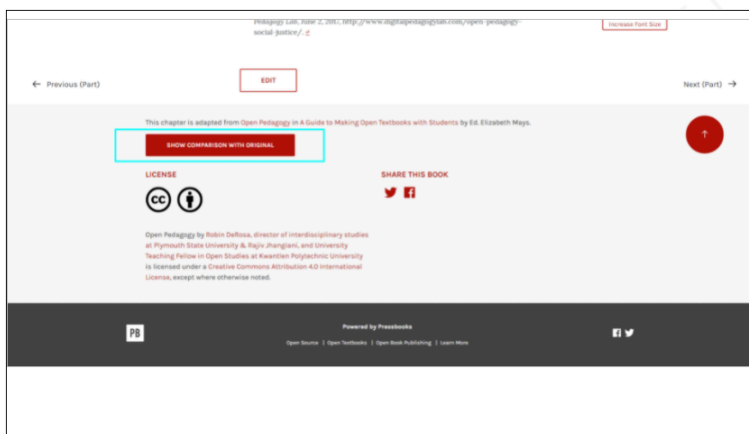 Pedagogy Lab, June 2, 2017, http://www.digitalpedagogylab.com/open-pedagogy-
social-justice/. ↲
Increase Font Size
← Previous (Part)
EDIT
Next (Part) →
This chapter is adapted from Open Pedagogy in A Guide to Making Open Textbooks with Students by Ed. Elizabeth Mays.
SHOW COMPARISON WITH ORIGINAL
↑
LICENSE
SHARE THIS BOOK
cc
Open Pedagogy by Robin DeRosa, director of interdisciplinary studies
at Plymouth State University & Rajiv Jhangiani, and University
Teaching Fellow in Open Studies at Kwantlen Polytechnic University
is licensed under a Creative Commons Attribution 4.0 International
License, except where otherwise noted.
PB
Powered by Pressbooks
Open Source | Open Textbooks | Open Book Publishing | Learn More